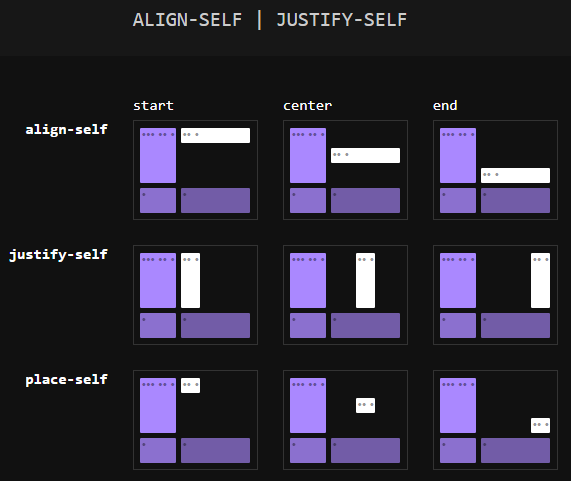 ALIGN-SELF | JUSTIFY-SELF
start center end
align-self
justify-self
place-self